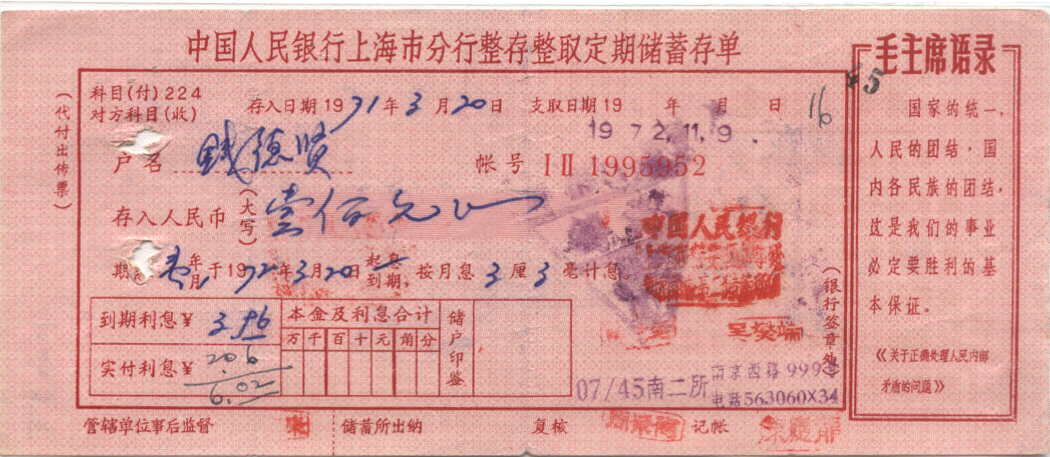 中国人民银行上海市分行整存整取定期储蓄存单
(代付出传票)
科目(付)224
对方科目(收)
存入日期1971年3月20日
支取日期19 年 月 日
1972.11.9.
16
户名 钱德贤
帐号 I II 1995952
存入人民币(大写)壹佰元正
期 壹年 于1972年3月20日起息到期,按月息3厘3毫计息。
中国人民银行
到期利息¥ 3.96
实付利息¥ 2.06
6.02
本金及利息合计
万千百十元角分
储户印鉴
(银行签章处)
07/45南二所
南京西路999号
电话563060X34
管辖单位事后监督
储蓄所出纳
复核
记帐
毛主席语录
45
国家的统一,
人民的团结,国
内各民族的团结,
这是我们的事业
必定要胜利的基
本保证。
《关于正确处理人民内部
矛盾的问题》